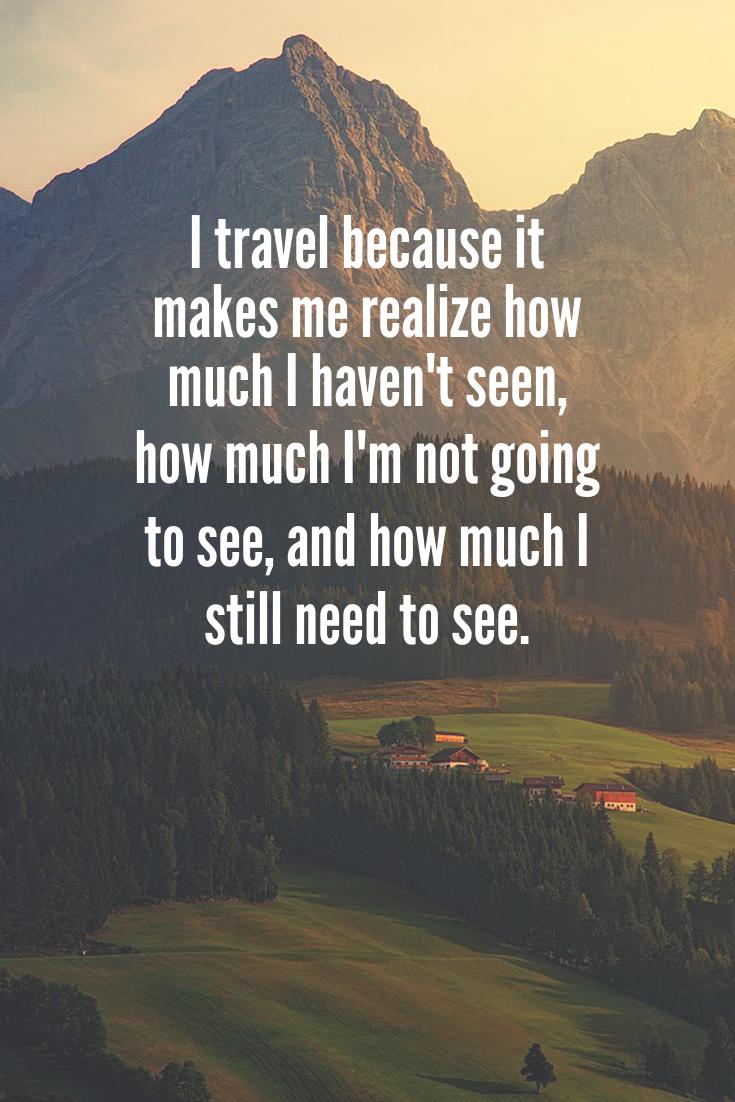 I travel because it
makes me realize how
much I haven't seen,
how much I'm not going
to see, and how much I
still need to see.